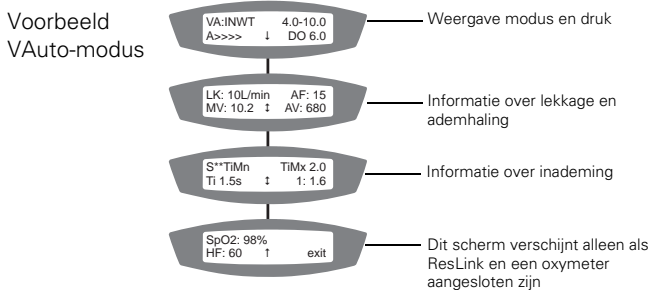 Voorbeeld
VAuto-modus
VA:INWT 4.0-10.0
A>>>> ↓ DO 6.0
Weergave modus en druk
LK: 10L/min AF: 15
MV: 10.2 ↕ AV: 680
Informatie over lekkage en
ademhaling
S**TiMn TiMx 2.0
Ti 1.5s ↕ 1: 1.6
Informatie over inademing
SpO2: 98%
HF: 60 ↑ exit
Dit scherm verschijnt alleen als
ResLink en een oxymeter
aangesloten zijn